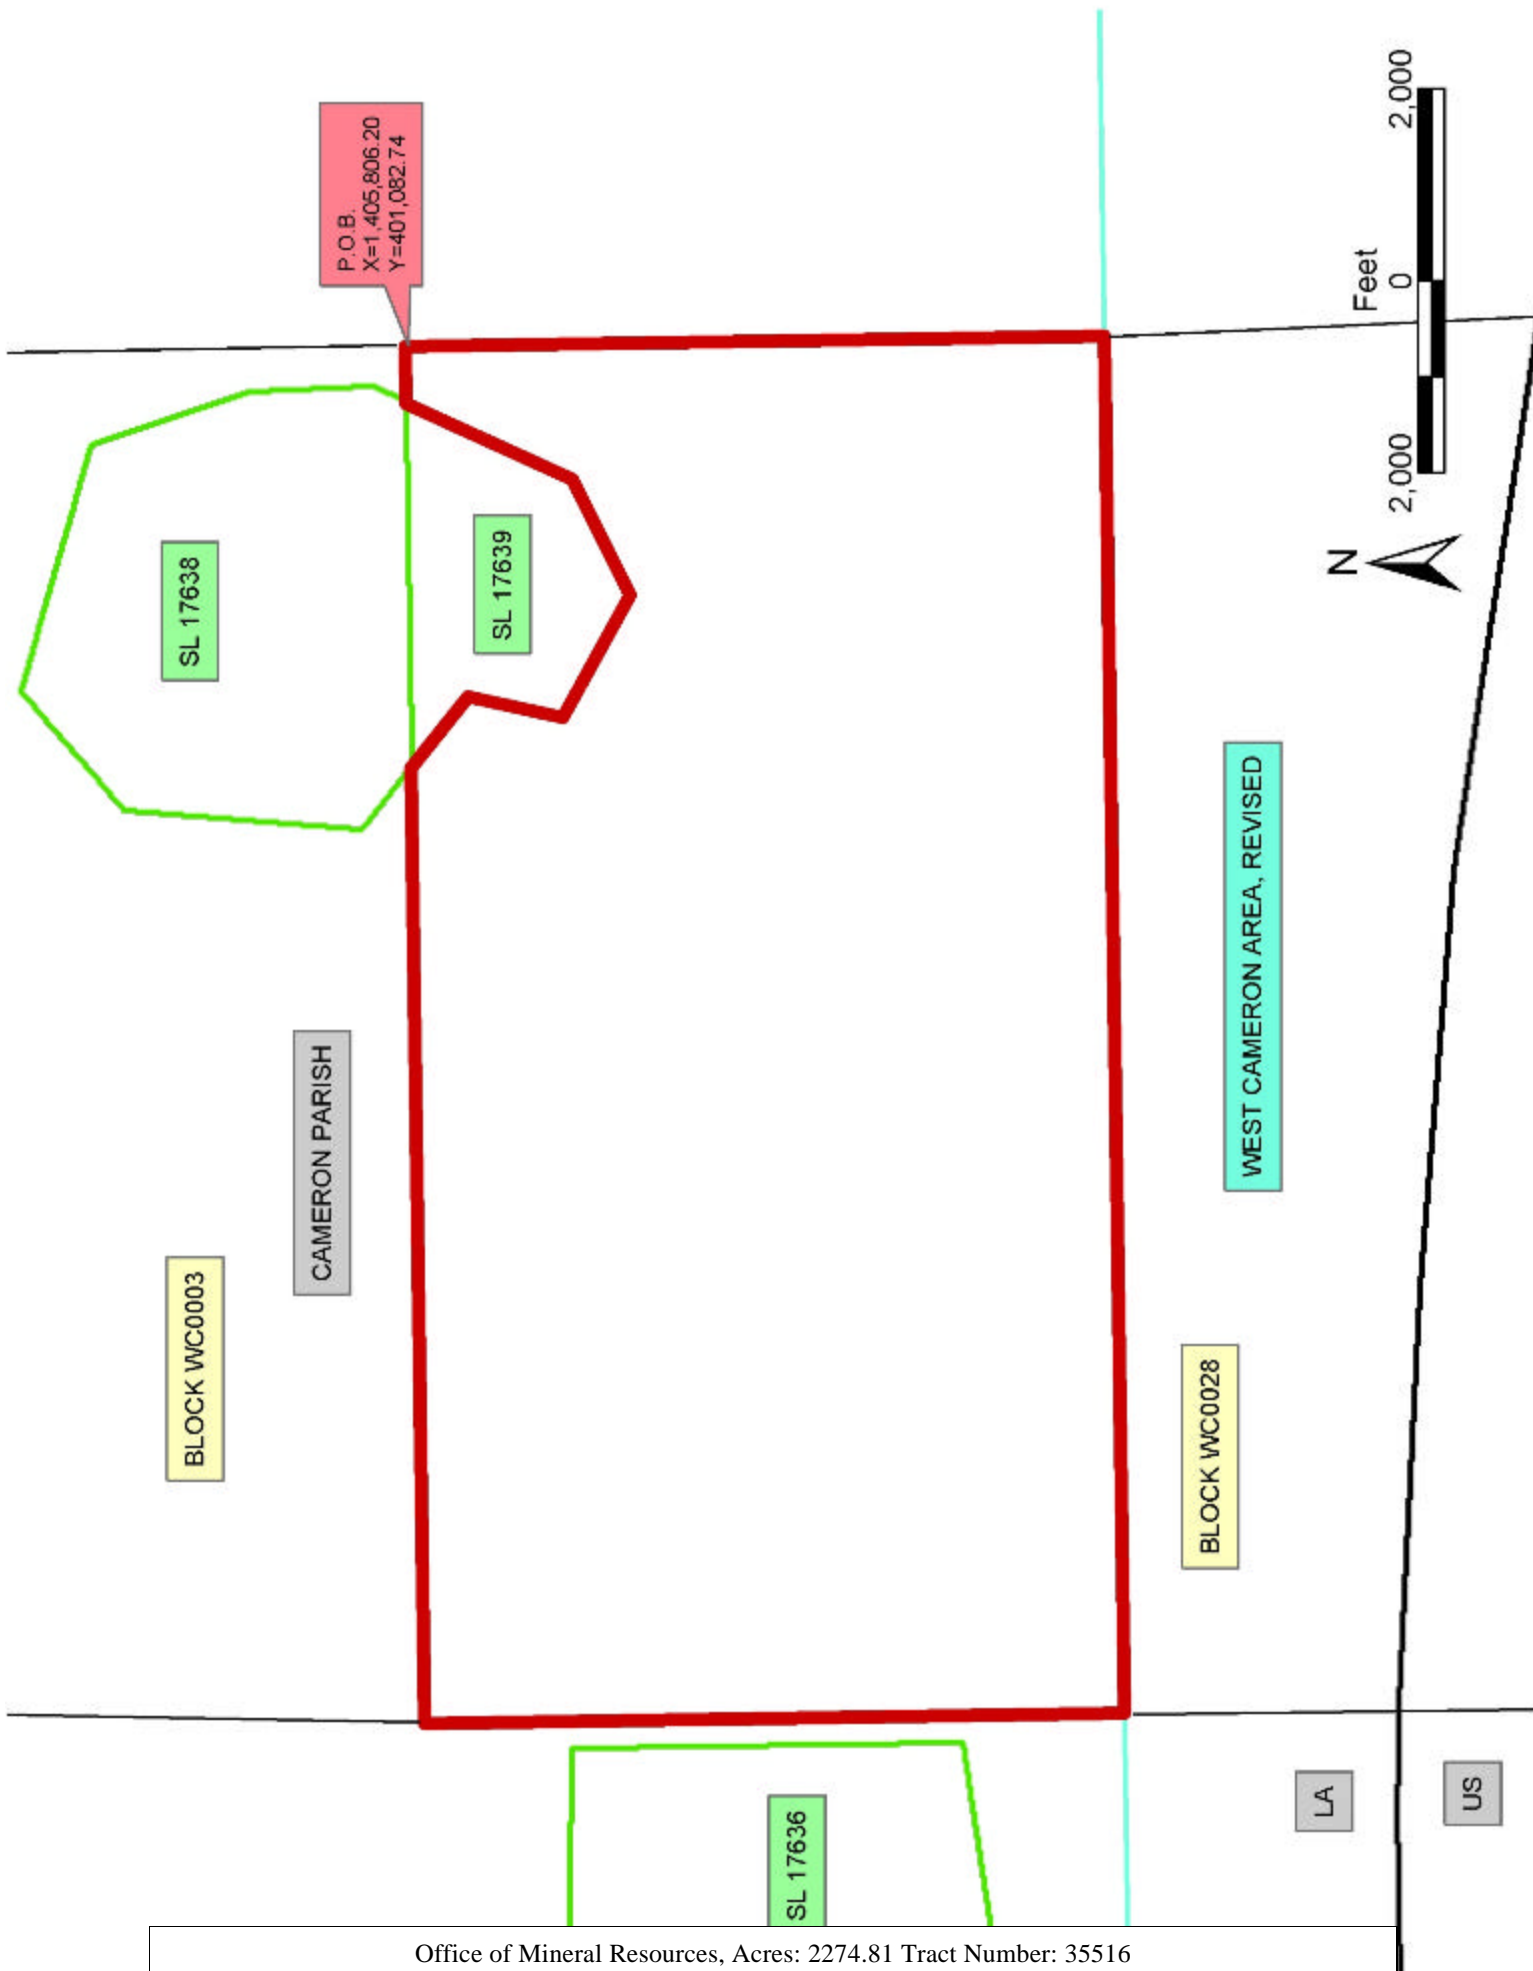 P.O.B.
X=1,405,806.20
Y=401,082.74
SL 17638
SL 17639
CAMERON PARISH
BLOCK WC0003
WEST CAMERON AREA, REVISED
BLOCK WC0028
SL 17636
LA
US
N
Feet
2,000
0
2,000
Office of Mineral Resources, Acres: 2274.81 Tract Number: 35516